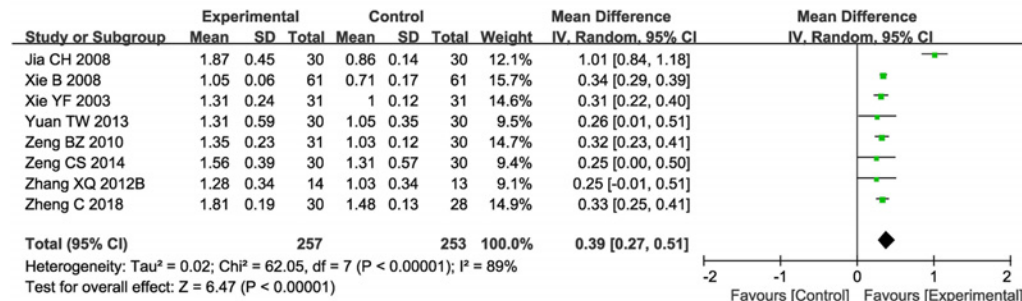 Experimental Control Mean Difference Mean Difference
Study or Subgroup Mean SD Total Mean SD Total Weight IV, Random, 95% CI IV, Random, 95% CI
Jia CH 2008 1.87 0.45 30 0.86 0.14 30 12.1% 1.01 [0.84, 1.18]
Xie B 2008 1.05 0.06 61 0.71 0.17 61 15.7% 0.34 [0.29, 0.39]
Xie YF 2003 1.31 0.24 31 1 0.12 31 14.6% 0.31 [0.22, 0.40]
Yuan TW 2013 1.31 0.59 30 1.05 0.35 30 9.5% 0.26 [0.01, 0.51]
Zeng BZ 2010 1.35 0.23 31 1.03 0.12 30 14.7% 0.32 [0.23, 0.41]
Zeng CS 2014 1.56 0.39 30 1.31 0.57 30 9.4% 0.25 [0.00, 0.50]
Zhang XQ 2012B 1.28 0.34 14 1.03 0.34 13 9.1% 0.25 [-0.01, 0.51]
Zheng C 2018 1.81 0.19 30 1.48 0.13 28 14.9% 0.33 [0.25, 0.41]
Total (95% CI) 257 253 100.0% 0.39 [0.27, 0.51]
Heterogeneity: Tau² = 0.02; Chi² = 62.05, df = 7 (P < 0.00001); I² = 89%
Test for overall effect: Z = 6.47 (P < 0.00001)
-2 -1 0 1 2
Favours [Control] Favours [Experimental]